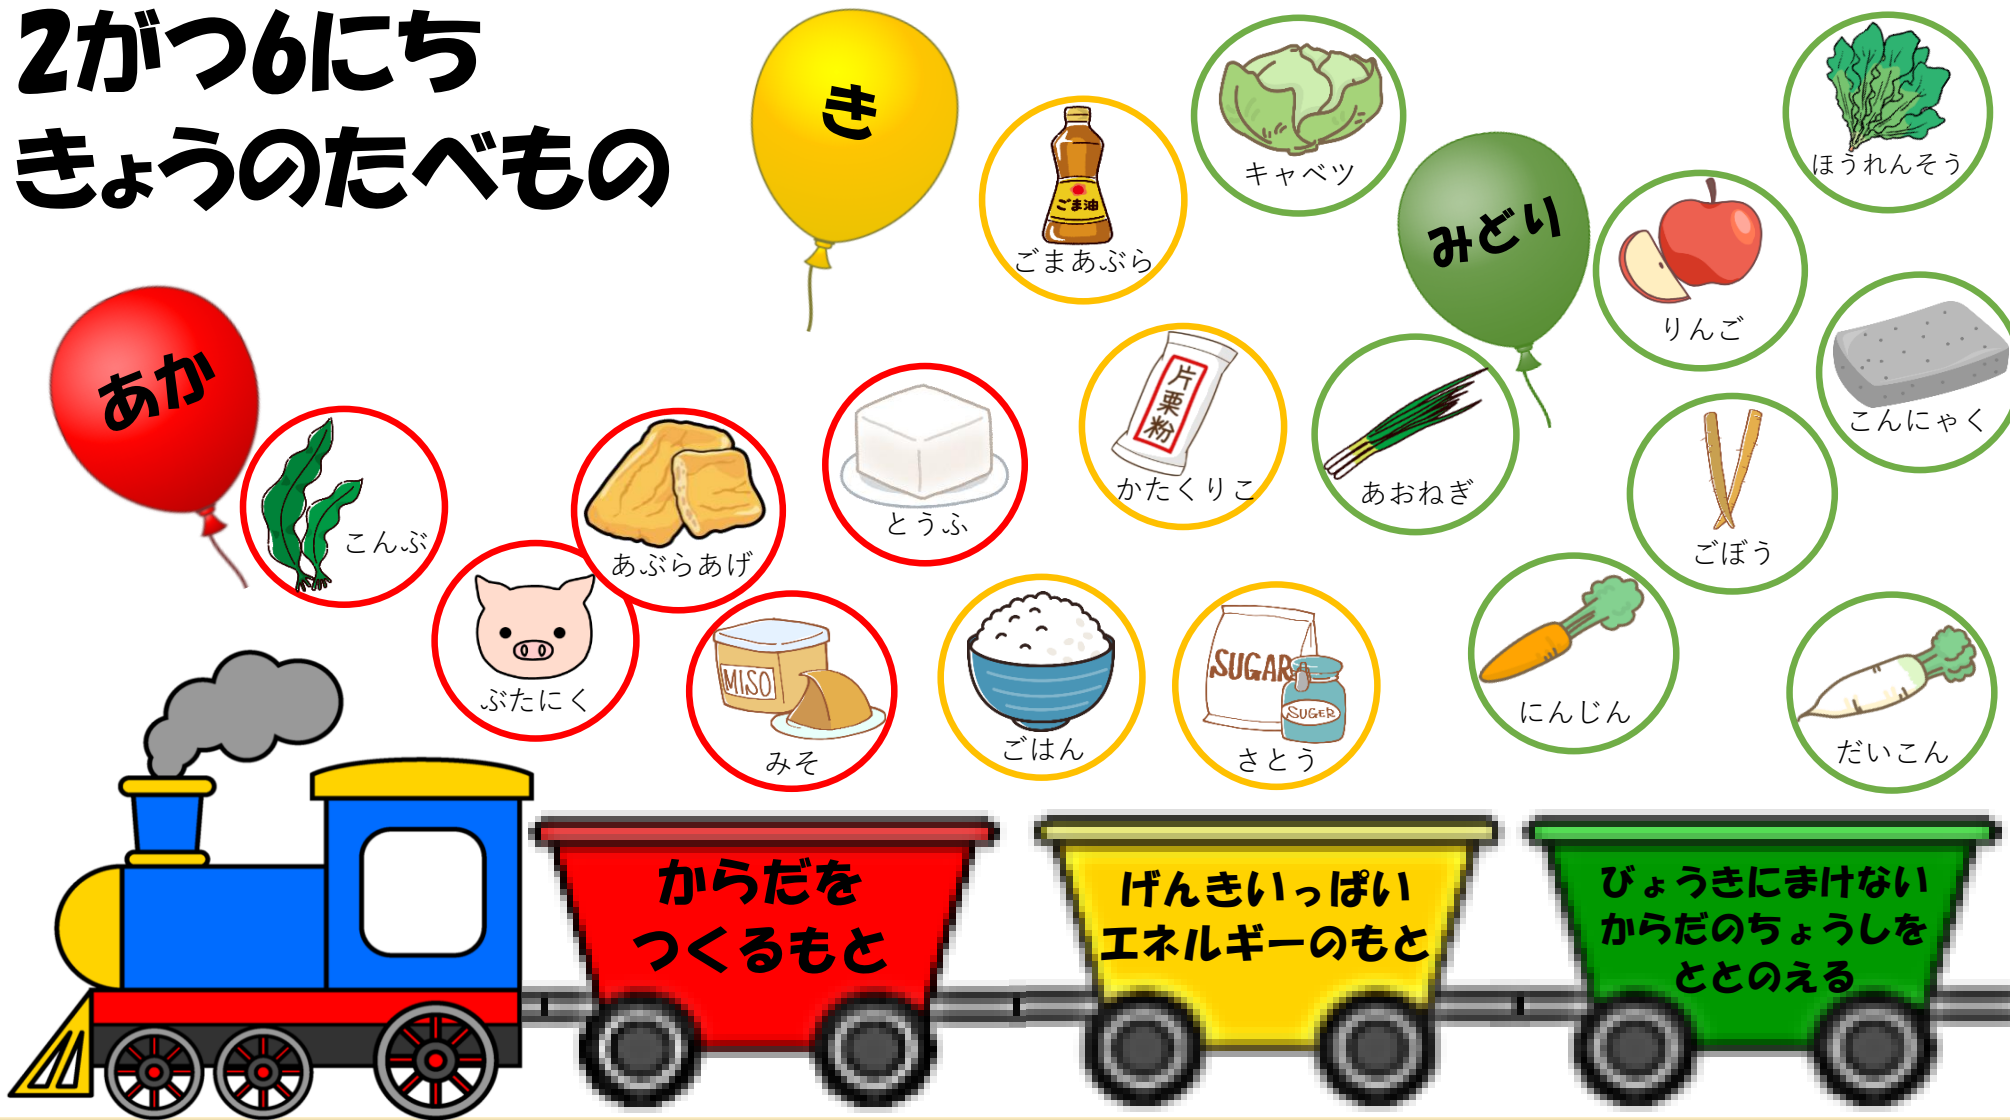 2がつ6にち
きょうのたべもの
あか
こんぶ
ぶたにく
あぶらあげ
MISO
みそ
とうふ
き
ごま油
ごまあぶら
片栗粉
かたくりこ
ごはん
SUGAR
SUGER
さとう
みどり
キャベツ
ほうれんそう
りんご
こんにゃく
あおねぎ
ごぼう
にんじん
だいこん
からだを
つくるもと
げんきいっぱい
エネルギーのもと
びょうきにまけない
からだのちょうしを
ととのえる